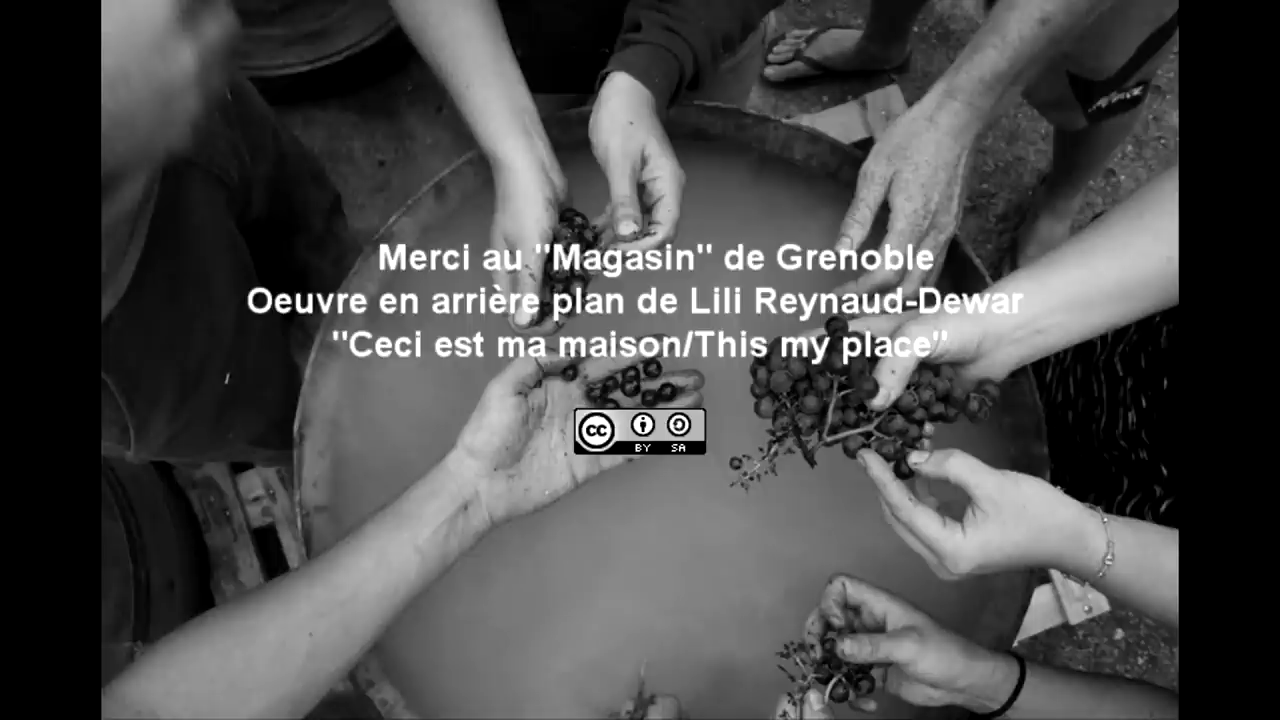 Merci au "Magasin" de Grenoble
Oeuvre en arrière plan de Lili Reynaud-Dewar
"Ceci est ma maison/This my place"
cc
BY SA